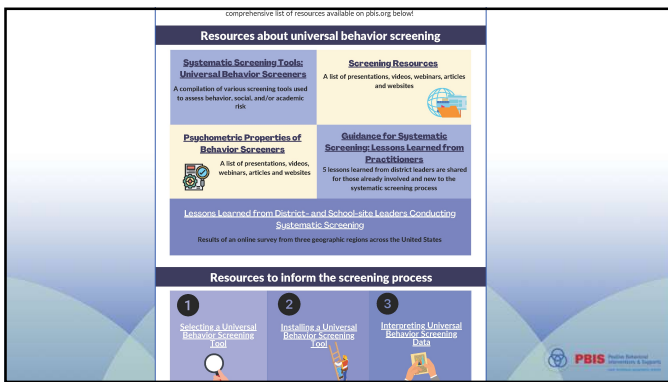 comprehensive list of resources available on pbis.org below!
Resources about universal behavior screening
Systematic Screening Tools:
Universal Behavior Screeners
A compilation of various screening tools used
to assess behavior, social, and/or academic
risk
Screening Resources
A list of presentations, videos, webinars, articles
and websites
Psychometric Properties of
Behavior Screeners
A list of presentations, videos,
webinars, articles and websites
Guidance for Systematic
Screening: Lessons Learned from
Practitioners
5 lessons learned from district leaders are shared
for those already involved and new to the
systematic screening process
Lessons Learned from District- and School-site Leaders Conducting
Systematic Screening
Results of an online survey from three geographic regions across the United States
Resources to inform the screening process
1
Selecting a Universal
Behavior Screening
Tool
2
Installing a Universal
Behavior Screening
Tool
3
Interpreting Universal
Behavior Screening
Data
PBIS
Positive Behavioral
Interventions & Supports